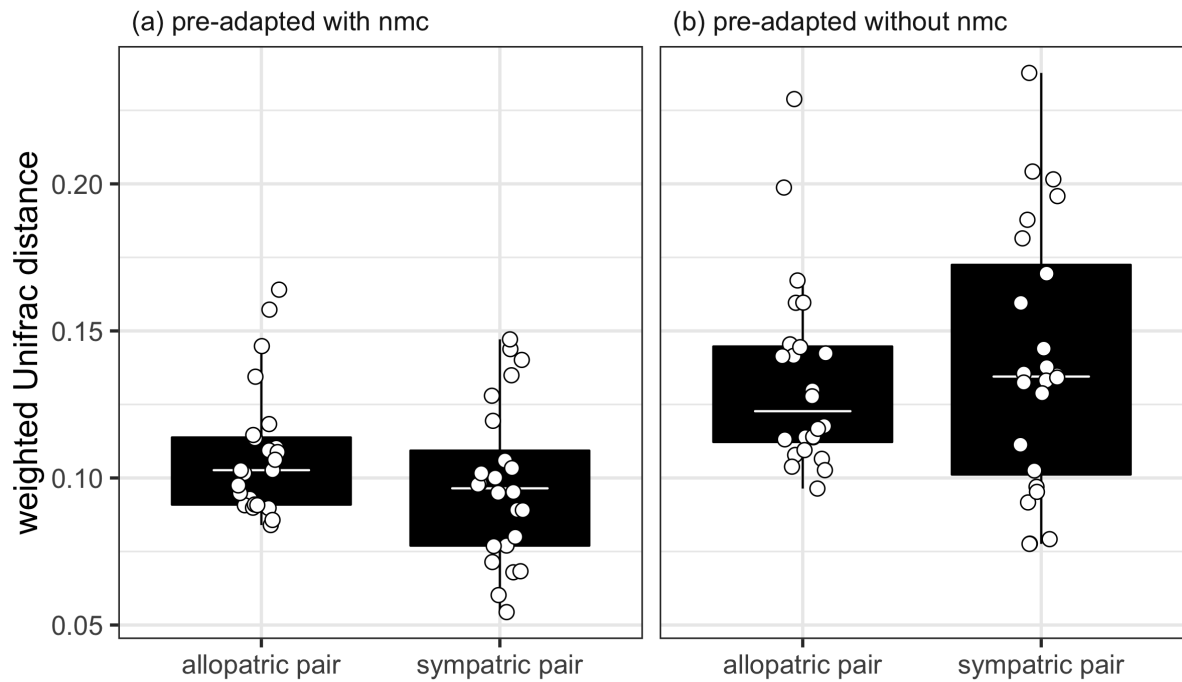 (a) pre-adapted with nmc
(b) pre-adapted without nmc
weighted Unifrac distance
0.20
0.15
0.10
0.05
allopatric pair
sympatric pair
allopatric pair
sympatric pair